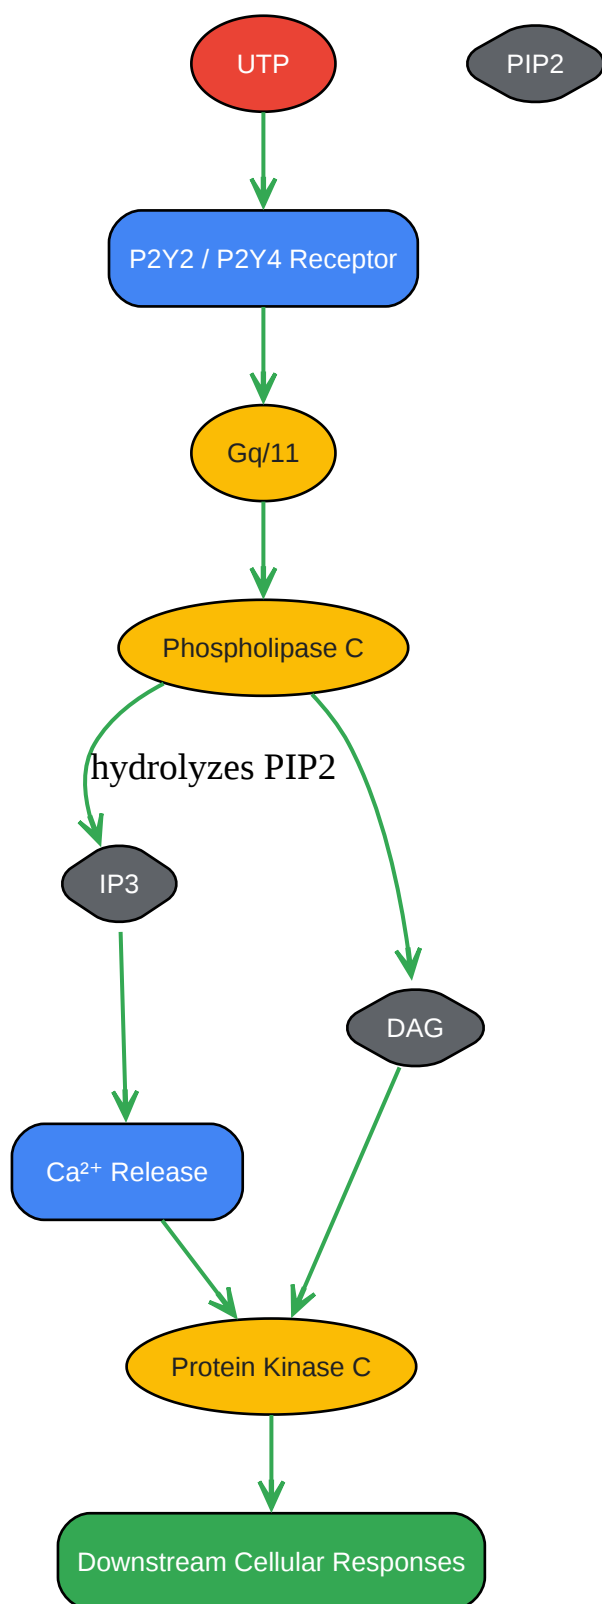 UTP
PIP2
P2Y2 / P2Y4 Receptor
Gq/11
Phospholipase C
hydrolyzes PIP2
IP3
DAG
Ca²⁺ Release
Protein Kinase C
Downstream Cellular Responses